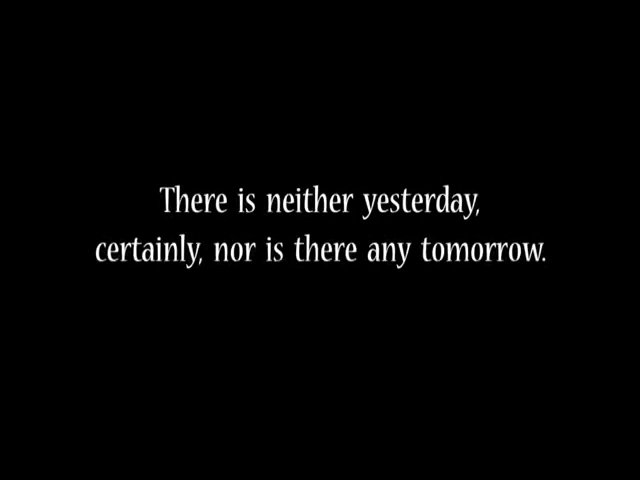 There is neither yesterday,
certainly, nor is there any tomorrow.